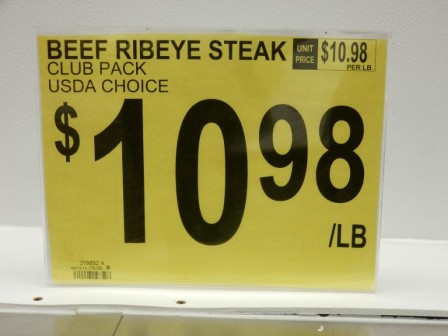 BEEF RIBEYE STEAK UNIT PRICE $10.98 PER LB
CLUB PACK
USDA CHOICE
$10.98
/LB